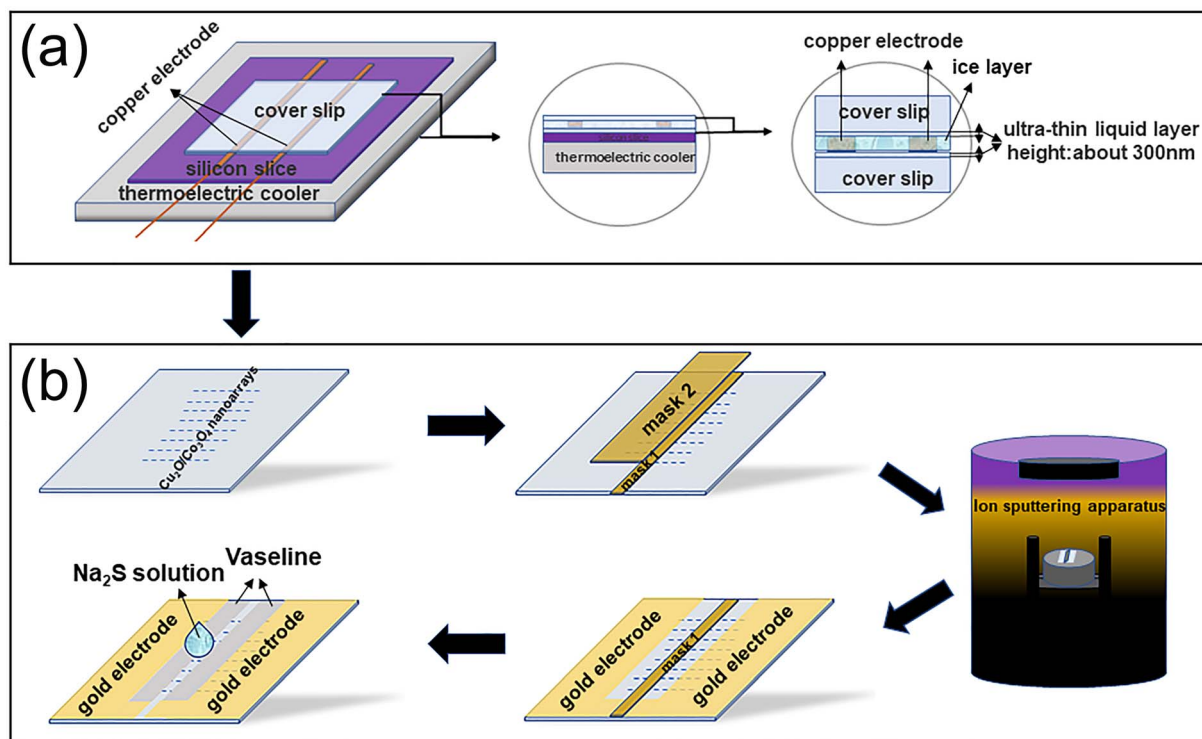 (a)
copper electrode
cover slip
silicon slice
thermoelectric cooler
silicon slice
thermoelectric cooler
copper electrode
ice layer
cover slip
ultra-thin liquid layer
height:about 300nm
cover slip
(b)
Cu₂O/Co₃O₄ nanoarrays
mask 2
mask 1
Ion sputtering apparatus
Na₂S solution
Vaseline
gold electrode
gold electrode
gold electrode
mask 1
gold electrode